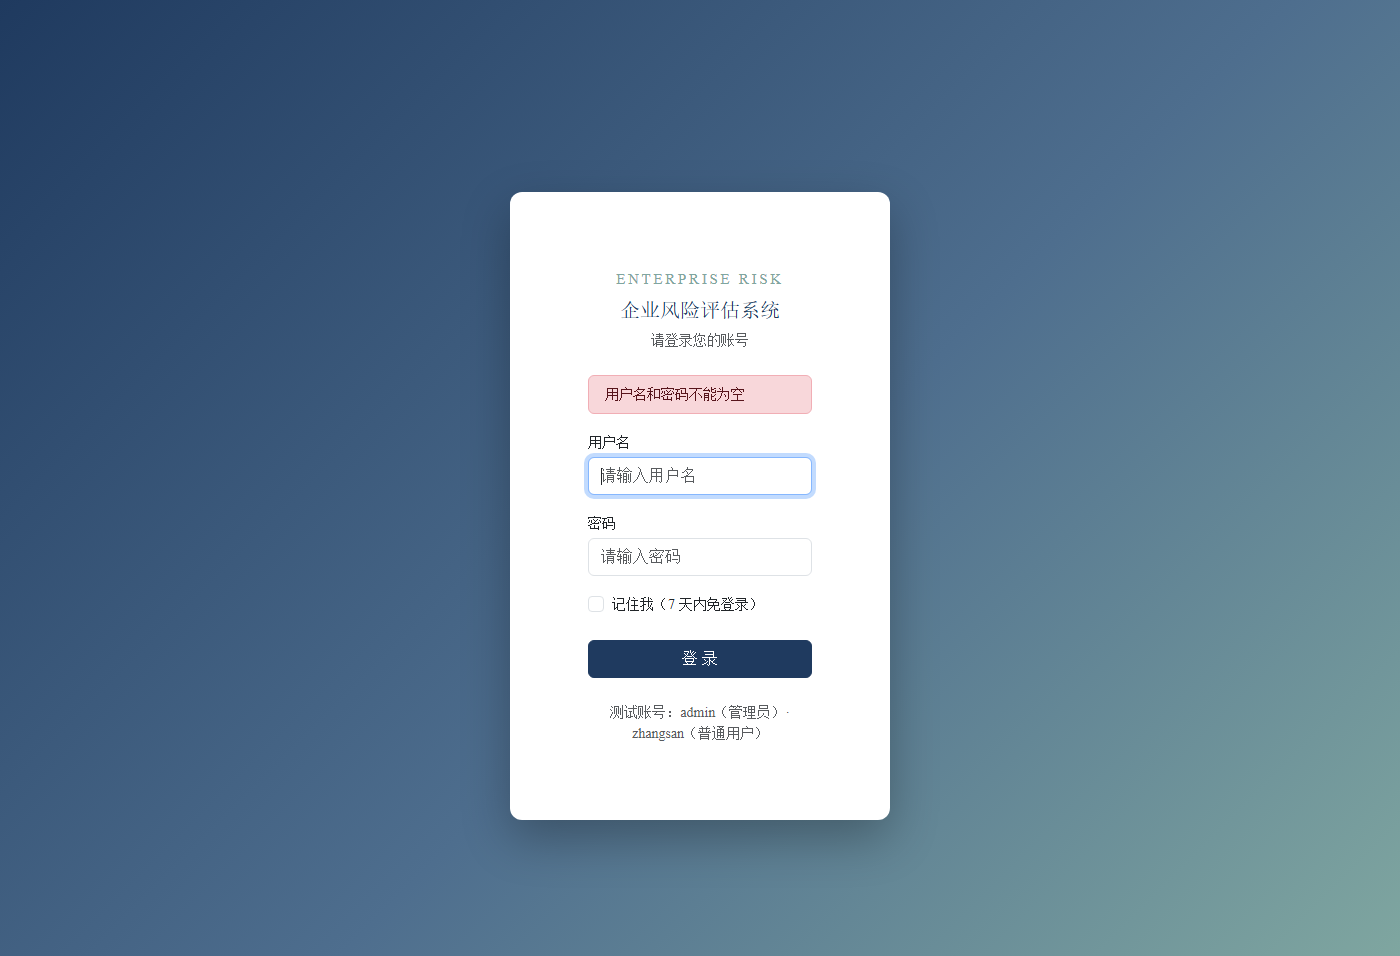 ENTERPRISE RISK
企业风险评估系统
请登录您的账号
用户名和密码不能为空
用户名
请输入用户名
密码
请输入密码
记住我（7 天内免登录）
登 录
测试账号：admin（管理员）·
zhangsan（普通用户）